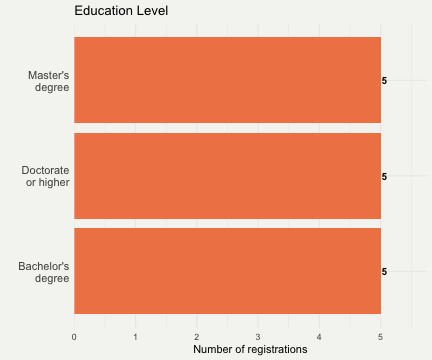 Education Level
Master's
degree
5
Doctorate
or higher
5
Bachelor's
degree
5
0 1 2 3 4 5
Number of registrations